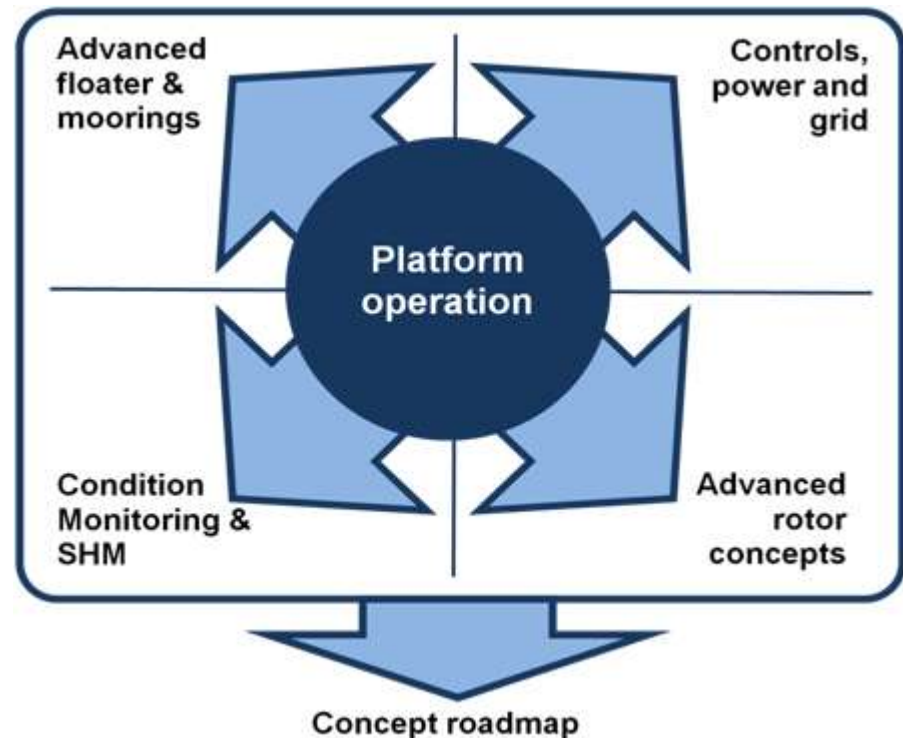 Advanced
floater &
moorings
Controls,
power and
grid
Platform
operation
Condition
Monitoring &
SHM
Advanced
rotor
concepts
Concept roadmap